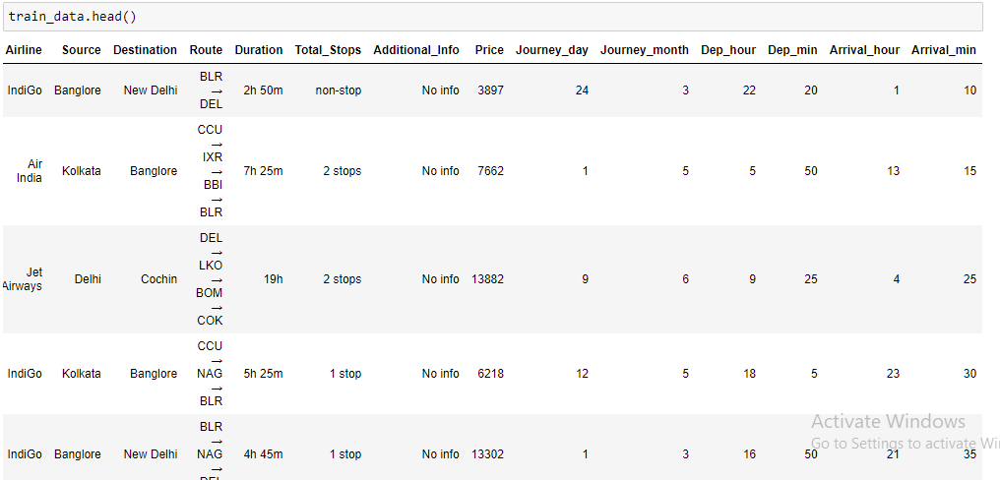 train_data.head()
Airline Source Destination Route Duration Total_Stops Additional_Info Price Journey_day Journey_month Dep_hour Dep_min Arrival_hour Arrival_min
IndiGo Banglore New Delhi BLR → DEL 2h 50m non-stop No info 3897 24 3 22 20 1 10
Air India Kolkata Banglore CCU → IXR → BBI → BLR 7h 25m 2 stops No info 7662 1 5 5 50 13 15
Jet Airways Delhi Cochin DEL → LKO → BOM → COK 19h 2 stops No info 13882 9 6 9 25 4 25
IndiGo Kolkata Banglore CCU → NAG → BLR 5h 25m 1 stop No info 6218 12 5 18 5 23 30
IndiGo Banglore New Delhi BLR → NAG → DEL 4h 45m 1 stop No info 13302 1 3 16 50 21 35
Activate Windows
Go to Settings to activate Wi